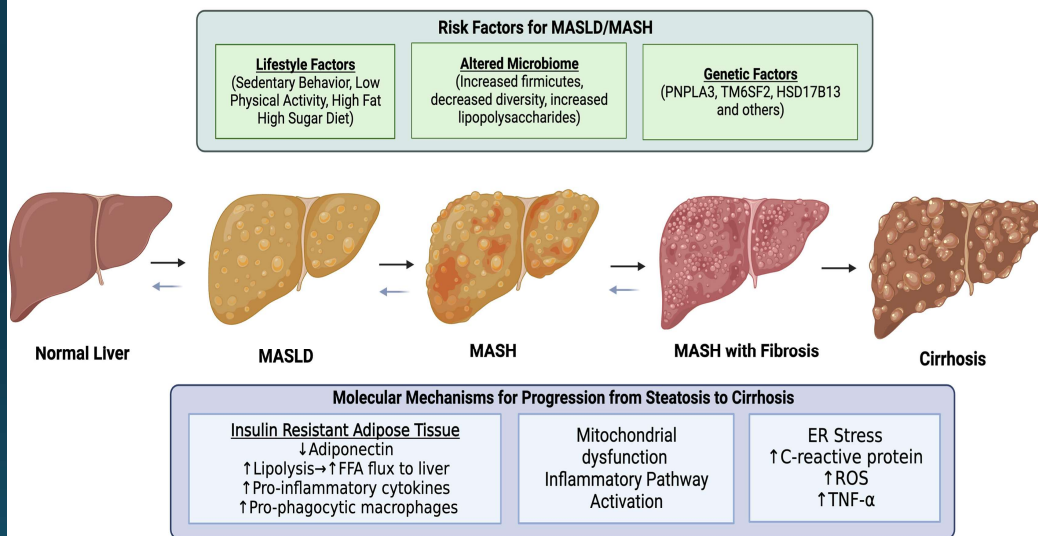 Risk Factors for MASLD/MASH
Lifestyle Factors
(Sedentary Behavior, Low
Physical Activity, High Fat
High Sugar Diet)
Altered Microbiome
(Increased firmicutes,
decreased diversity, increased
lipopolysaccharides)
Genetic Factors
(PNPLA3, TM6SF2, HSD17B13
and others)
Normal Liver
MASLD
MASH
MASH with Fibrosis
Cirrhosis
Molecular Mechanisms for Progression from Steatosis to Cirrhosis
Insulin Resistant Adipose Tissue
↓Adiponectin
↑Lipolysis→↑FFA flux to liver
↑Pro-inflammatory cytokines
↑Pro-phagocytic macrophages
Mitochondrial
dysfunction
Inflammatory Pathway
Activation
ER Stress
↑C-reactive protein
↑ROS
↑TNF-α